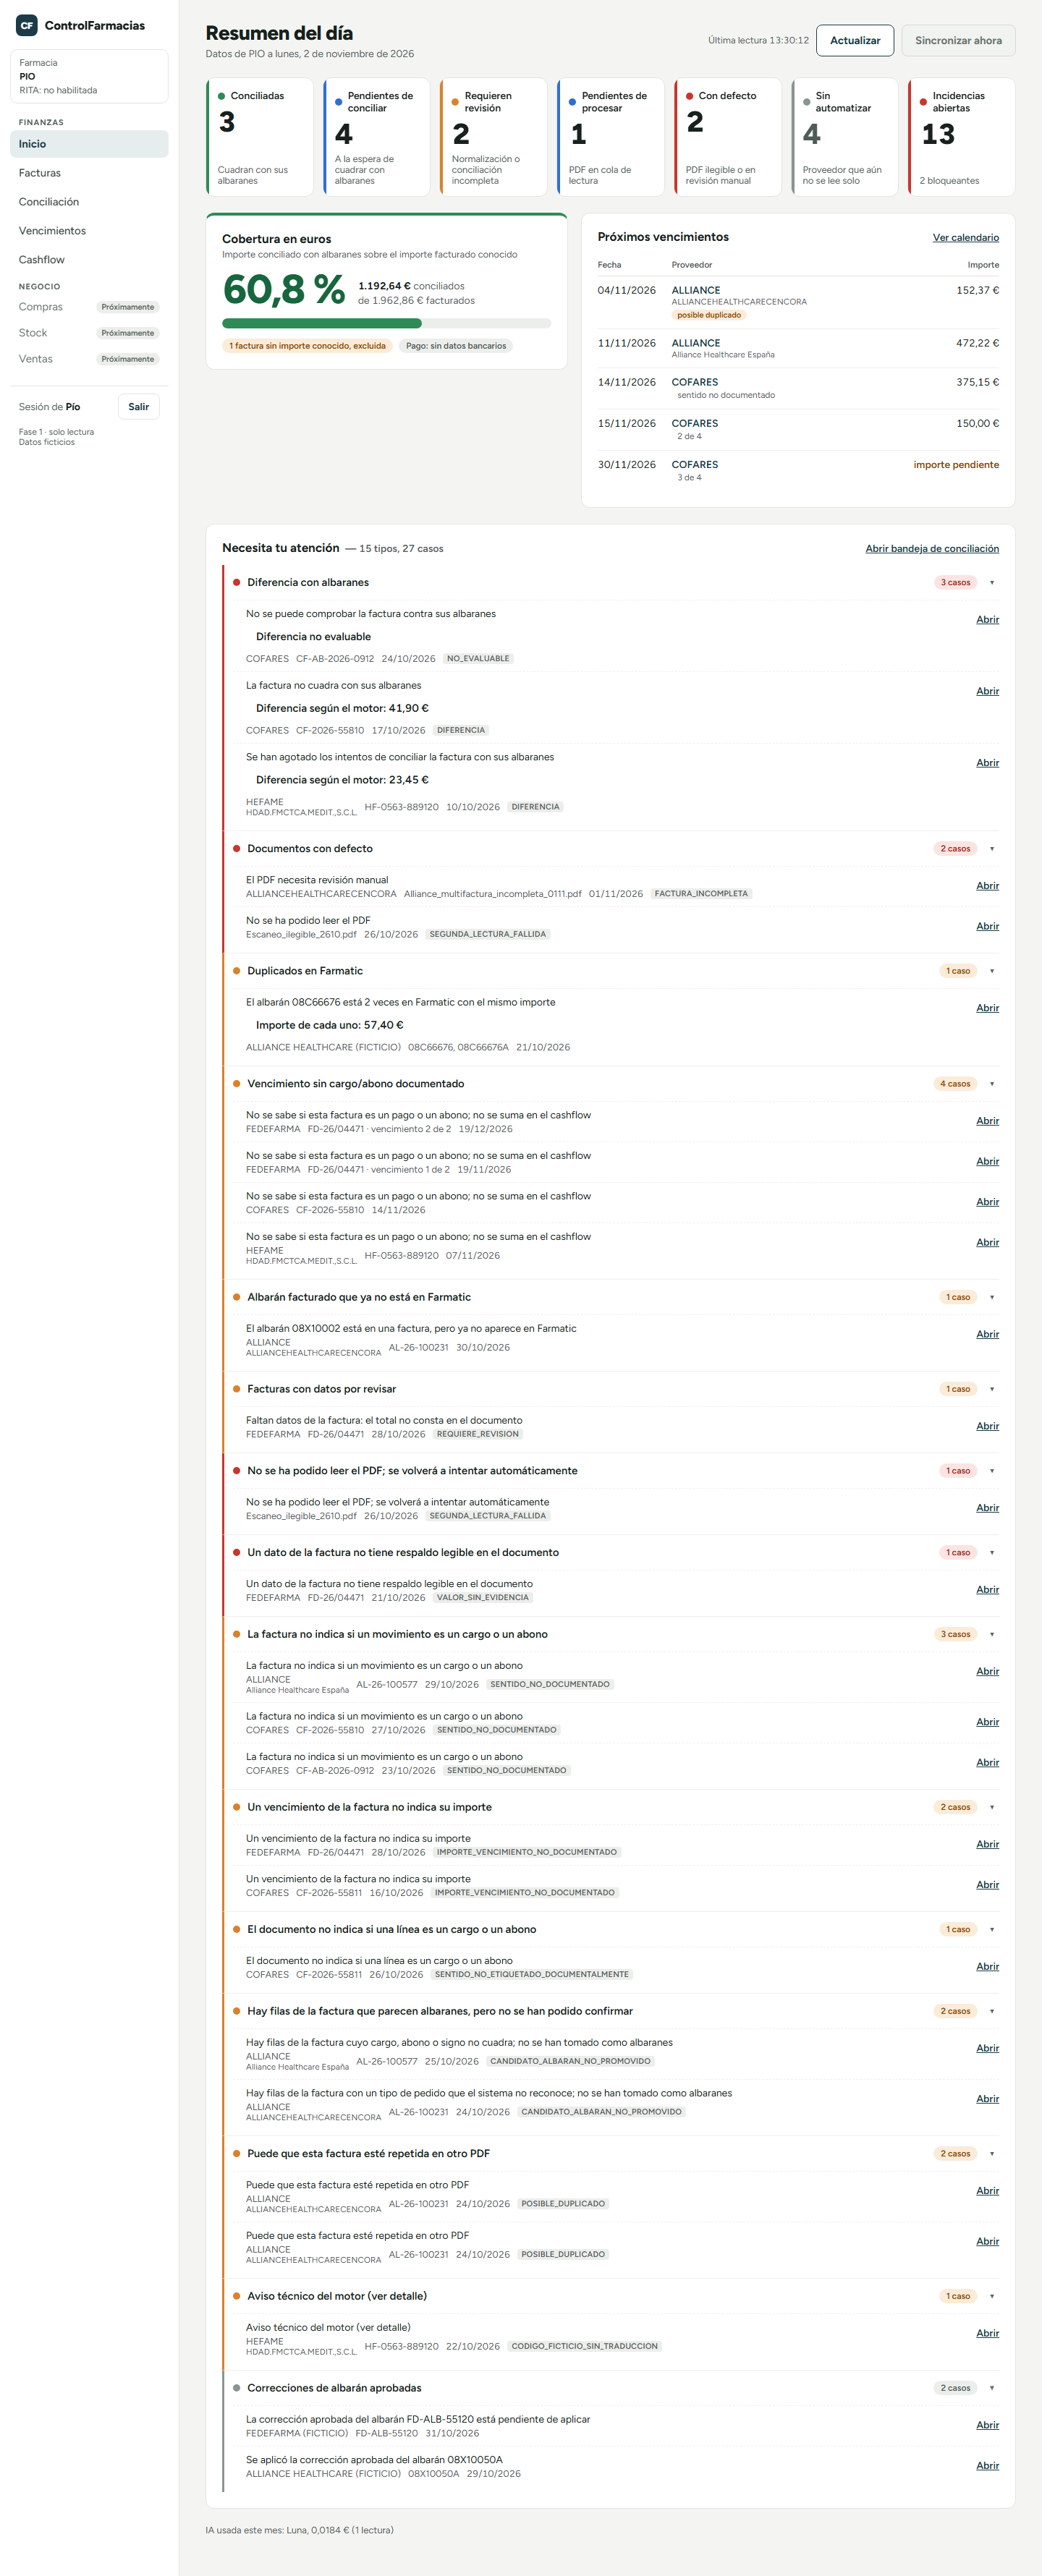 CF ControlFarmacias
Farmacia
PIO
RITA: no habilitada
FINANZAS
Inicio
Facturas
Conciliación
Vencimientos
Cashflow
NEGOCIO
Compras Próximamente
Stock Próximamente
Ventas Próximamente
Sesión de Pío Salir
Fase 1 · solo lectura
Datos ficticios
Resumen del día
Datos de PIO a lunes, 2 de noviembre de 2026
Última lectura 13:30:12 Actualizar Sincronizar ahora
Conciliadas
3
Cuadran con sus
albaranes
Pendientes de
conciliar
4
A la espera de
cuadrar con
albaranes
Requieren
revisión
2
Normalización o
conciliación
incompleta
Pendientes de
procesar
1
PDF en cola de
lectura
Con defecto
2
PDF ilegible o en
revisión manual
Sin
automatizar
4
Proveedor que aún
no se lee solo
Incidencias
abiertas
13
2 bloqueantes
Cobertura en euros
Importe conciliado con albaranes sobre el importe facturado conocido
60,8 %
1.192,64 € conciliados
de 1.962,86 € facturados
1 factura sin importe conocido, excluida Pago: sin datos bancarios
Próximos vencimientos Ver calendario
Fecha Proveedor Importe
04/11/2026 ALLIANCE 152,37 €
ALLIANCEHEALTHCARECENCORA
posible duplicado
11/11/2026 ALLIANCE 472,22 €
Alliance Healthcare España
14/11/2026 COFARES 375,15 €
sentido no documentado
15/11/2026 COFARES 150,00 €
2 de 4
30/11/2026 COFARES importe pendiente
3 de 4
Necesita tu atención — 15 tipos, 27 casos Abrir bandeja de conciliación
Diferencia con albaranes 3 casos ▾
No se puede comprobar la factura contra sus albaranes Abrir
Diferencia no evaluable
COFARES CF-AB-2026-0912 24/10/2026 NO_EVALUABLE
La factura no cuadra con sus albaranes Abrir
Diferencia según el motor: 41,90 €
COFARES CF-2026-55810 17/10/2026 DIFERENCIA
Se han agotado los intentos de conciliar la factura con sus albaranes Abrir
Diferencia según el motor: 23,45 €
HEFAME
HDAD.FMCTCA.MEDIT.,S.C.L. HF-0563-889120 10/10/2026 DIFERENCIA
Documentos con defecto 2 casos ▾
El PDF necesita revisión manual Abrir
ALLIANCEHEALTHCARECENCORA Alliance_multifactura_incompleta_0111.pdf 01/11/2026 FACTURA_INCOMPLETA
No se ha podido leer el PDF Abrir
Escaneo_ilegible_2610.pdf 26/10/2026 SEGUNDA_LECTURA_FALLIDA
Duplicados en Farmatic 1 caso ▾
El albarán 08C66676 está 2 veces en Farmatic con el mismo importe Abrir
Importe de cada uno: 57,40 €
ALLIANCE HEALTHCARE (FICTICIO) 08C66676, 08C66676A 21/10/2026
Vencimiento sin cargo/abono documentado 4 casos ▾
No se sabe si esta factura es un pago o un abono; no se suma en el cashflow Abrir
FEDEFARMA FD-26/04471 · vencimiento 2 de 2 19/12/2026
No se sabe si esta factura es un pago o un abono; no se suma en el cashflow Abrir
FEDEFARMA FD-26/04471 · vencimiento 1 de 2 19/11/2026
No se sabe si esta factura es un pago o un abono; no se suma en el cashflow Abrir
COFARES CF-2026-55810 14/11/2026
No se sabe si esta factura es un pago o un abono; no se suma en el cashflow Abrir
HEFAME
HDAD.FMCTCA.MEDIT.,S.C.L. HF-0563-889120 07/11/2026
Albarán facturado que ya no está en Farmatic 1 caso ▾
El albarán 08X10002 está en una factura, pero ya no aparece en Farmatic Abrir
ALLIANCE
ALLIANCEHEALTHCARECENCORA AL-26-100231 30/10/2026
Facturas con datos por revisar 1 caso ▾
Faltan datos de la factura: el total no consta en el documento Abrir
FEDEFARMA FD-26/04471 28/10/2026 REQUIERE_REVISION
No se ha podido leer el PDF; se volverá a intentar automáticamente 1 caso ▾
No se ha podido leer el PDF; se volverá a intentar automáticamente Abrir
Escaneo_ilegible_2610.pdf 26/10/2026 SEGUNDA_LECTURA_FALLIDA
Un dato de la factura no tiene respaldo legible en el documento 1 caso ▾
Un dato de la factura no tiene respaldo legible en el documento Abrir
FEDEFARMA FD-26/04471 21/10/2026 VALOR_SIN_EVIDENCIA
La factura no indica si un movimiento es un cargo o un abono 3 casos ▾
La factura no indica si un movimiento es un cargo o un abono Abrir
ALLIANCE
Alliance Healthcare España AL-26-100577 29/10/2026 SENTIDO_NO_DOCUMENTADO
La factura no indica si un movimiento es un cargo o un abono Abrir
COFARES CF-2026-55810 27/10/2026 SENTIDO_NO_DOCUMENTADO
La factura no indica si un movimiento es un cargo o un abono Abrir
COFARES CF-AB-2026-0912 23/10/2026 SENTIDO_NO_DOCUMENTADO
Un vencimiento de la factura no indica su importe 2 casos ▾
Un vencimiento de la factura no indica su importe Abrir
FEDEFARMA FD-26/04471 28/10/2026 IMPORTE_VENCIMIENTO_NO_DOCUMENTADO
Un vencimiento de la factura no indica su importe Abrir
COFARES CF-2026-55811 16/10/2026 IMPORTE_VENCIMIENTO_NO_DOCUMENTADO
El documento no indica si una línea es un cargo o un abono 1 caso ▾
El documento no indica si una línea es un cargo o un abono Abrir
COFARES CF-2026-55811 26/10/2026 SENTIDO_NO_ETIQUETADO_DOCUMENTALMENTE
Hay filas de la factura que parecen albaranes, pero no se han podido confirmar 2 casos ▾
Hay filas de la factura cuyo cargo, abono o signo no cuadra; no se han tomado como albaranes Abrir
ALLIANCE
Alliance Healthcare España AL-26-100577 25/10/2026 CANDIDATO_ALBARAN_NO_PROMOVIDO
Hay filas de la factura con un tipo de pedido que el sistema no reconoce; no se han tomado como albaranes Abrir
ALLIANCE
ALLIANCEHEALTHCARECENCORA AL-26-100231 24/10/2026 CANDIDATO_ALBARAN_NO_PROMOVIDO
Puede que esta factura esté repetida en otro PDF 2 casos ▾
Puede que esta factura esté repetida en otro PDF Abrir
ALLIANCE
ALLIANCEHEALTHCARECENCORA AL-26-100231 24/10/2026 POSIBLE_DUPLICADO
Puede que esta factura esté repetida en otro PDF Abrir
ALLIANCE
ALLIANCEHEALTHCARECENCORA AL-26-100231 24/10/2026 POSIBLE_DUPLICADO
Aviso técnico del motor (ver detalle) 1 caso ▾
Aviso técnico del motor (ver detalle) Abrir
HEFAME
HDAD.FMCTCA.MEDIT.,S.C.L. HF-0563-889120 22/10/2026 CODIGO_FICTICIO_SIN_TRADUCCION
Correcciones de albarán aprobadas 2 casos ▾
La corrección aprobada del albarán FD-ALB-55120 está pendiente de aplicar Abrir
FEDEFARMA (FICTICIO) FD-ALB-55120 31/10/2026
Se aplicó la corrección aprobada del albarán 08X10050A Abrir
ALLIANCE HEALTHCARE (FICTICIO) 08X10050A 29/10/2026
IA usada este mes: Luna, 0,0184 € (1 lectura)